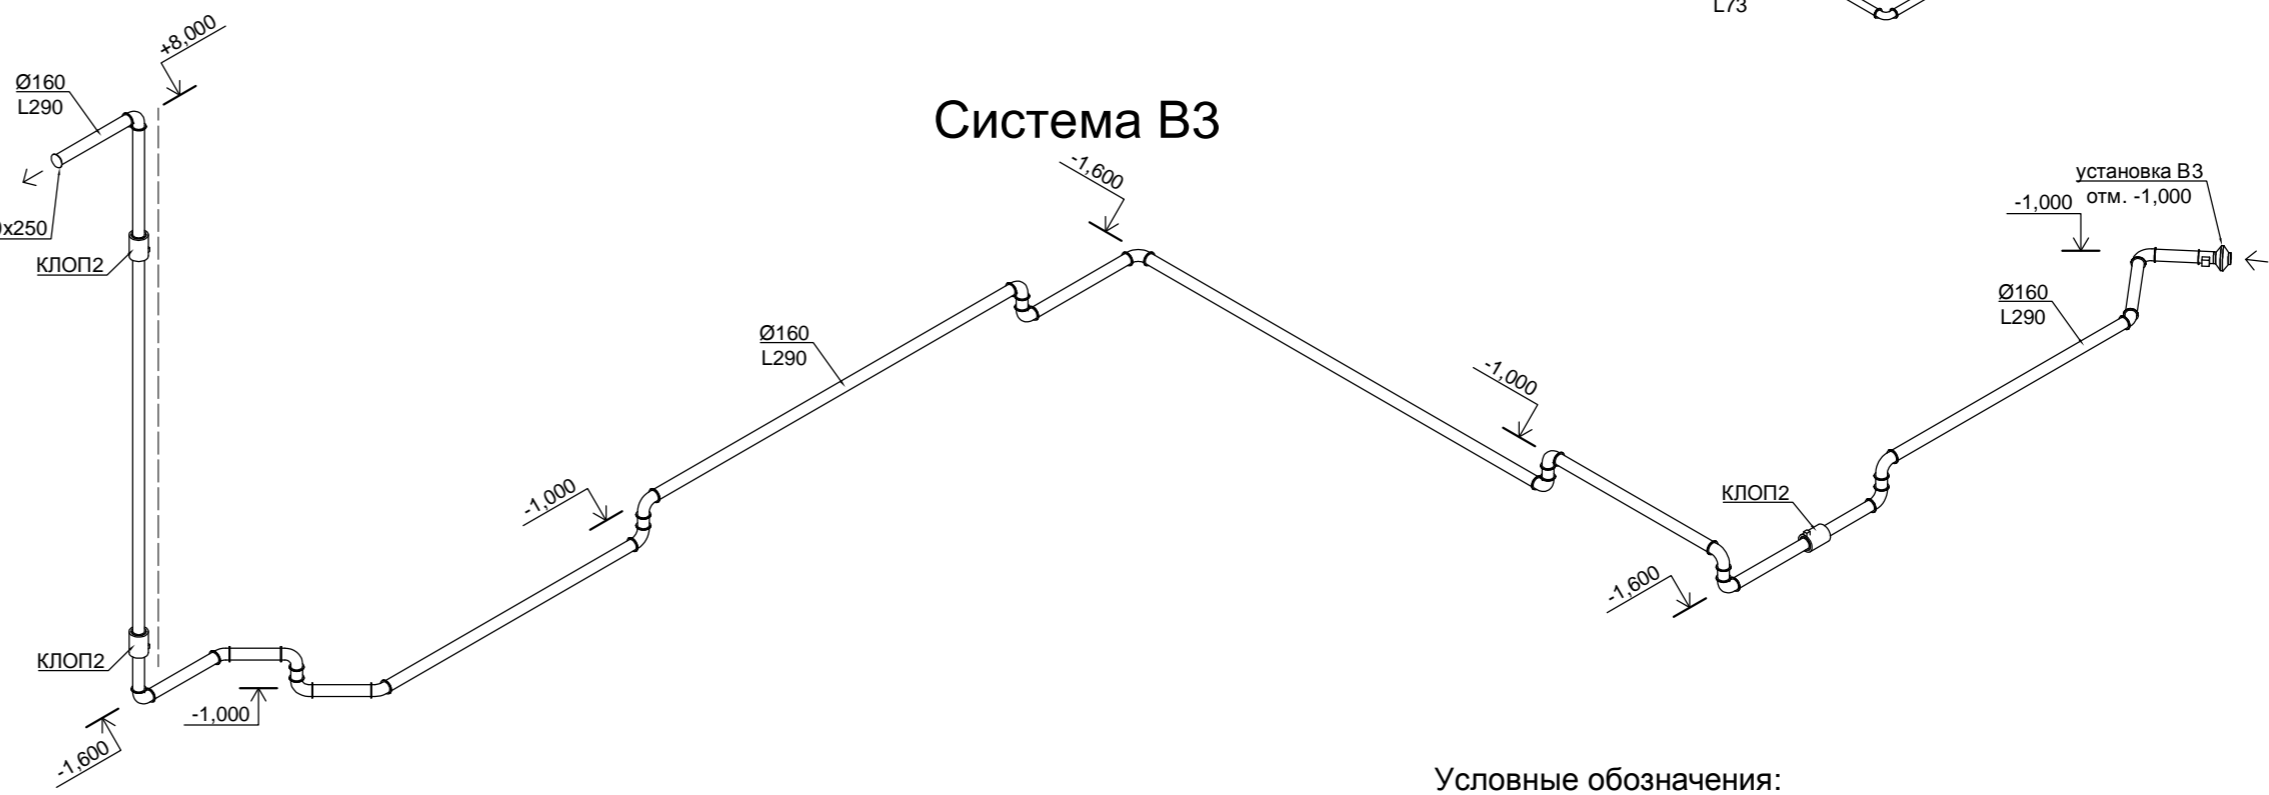 L73
+8,000
Ø160
L290
Система В3
-1,600
установка В3
отм. -1,000
-1,000
x250
КЛОП2
Ø160
L290
Ø160
L290
-1,000
-1,000
КЛОП2
-1,600
КЛОП2
-1,000
-1,600
Условные обозначения: